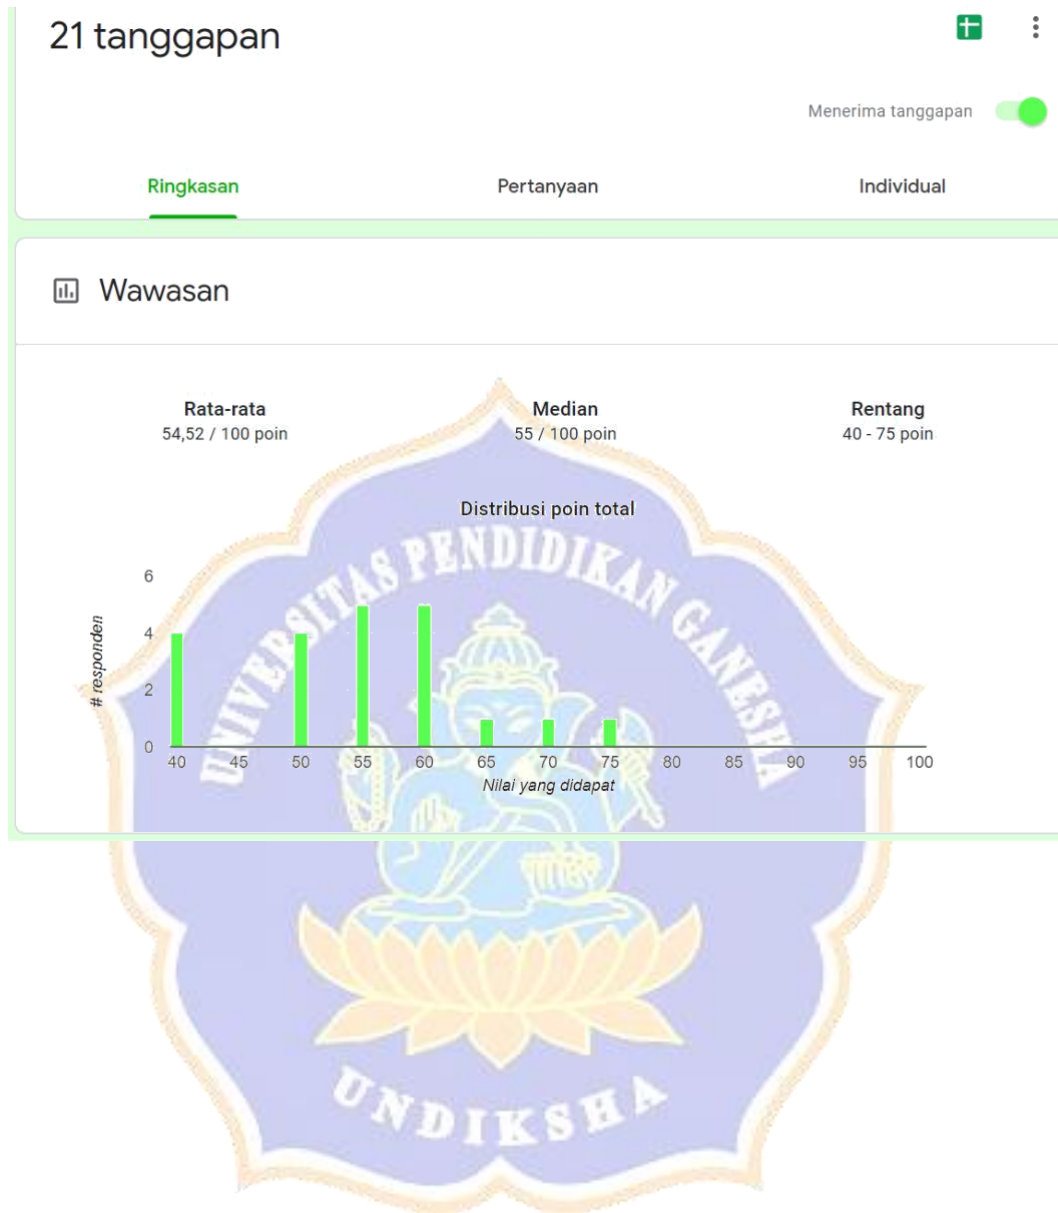 21 tanggapan
Menerima tanggapan
Ringkasan Pertanyaan Individual
Wawasan
Rata-rata Median Rentang
54,52 / 100 poin 55 / 100 poin 40 - 75 poin
Distribusi poin total
UNIVERSITAS PENDIDIKAN GANESHA
6
4
2
0
# responden
40 45 50 55 60 65 70 75 80 85 90 95 100
Nilai yang didapat
UNDIKSHA